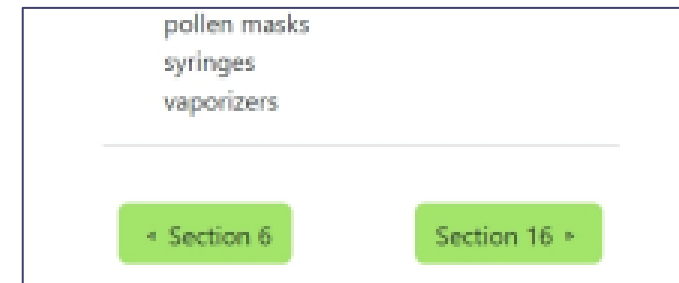 pollen masks
syringes
vaporizers
◂ Section 6
Section 16 ▸